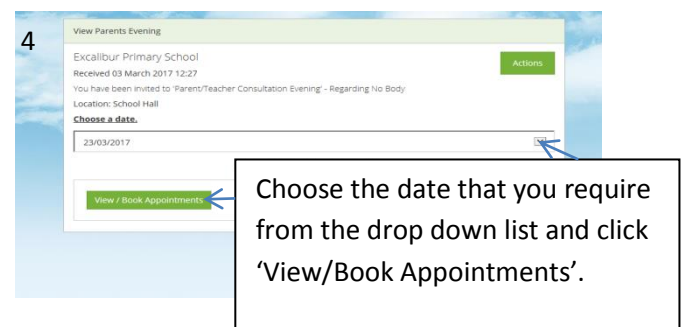 4
View Parents Evening
Excalibur Primary School
Actions
Received 03 March 2017 12:27
You have been invited to 'Parent/Teacher Consultation Evening' - Regarding No Body
Location: School Hall
Choose a date.
23/03/2017
View / Book Appointments
Choose the date that you require
from the drop down list and click
‘View/Book Appointments’.